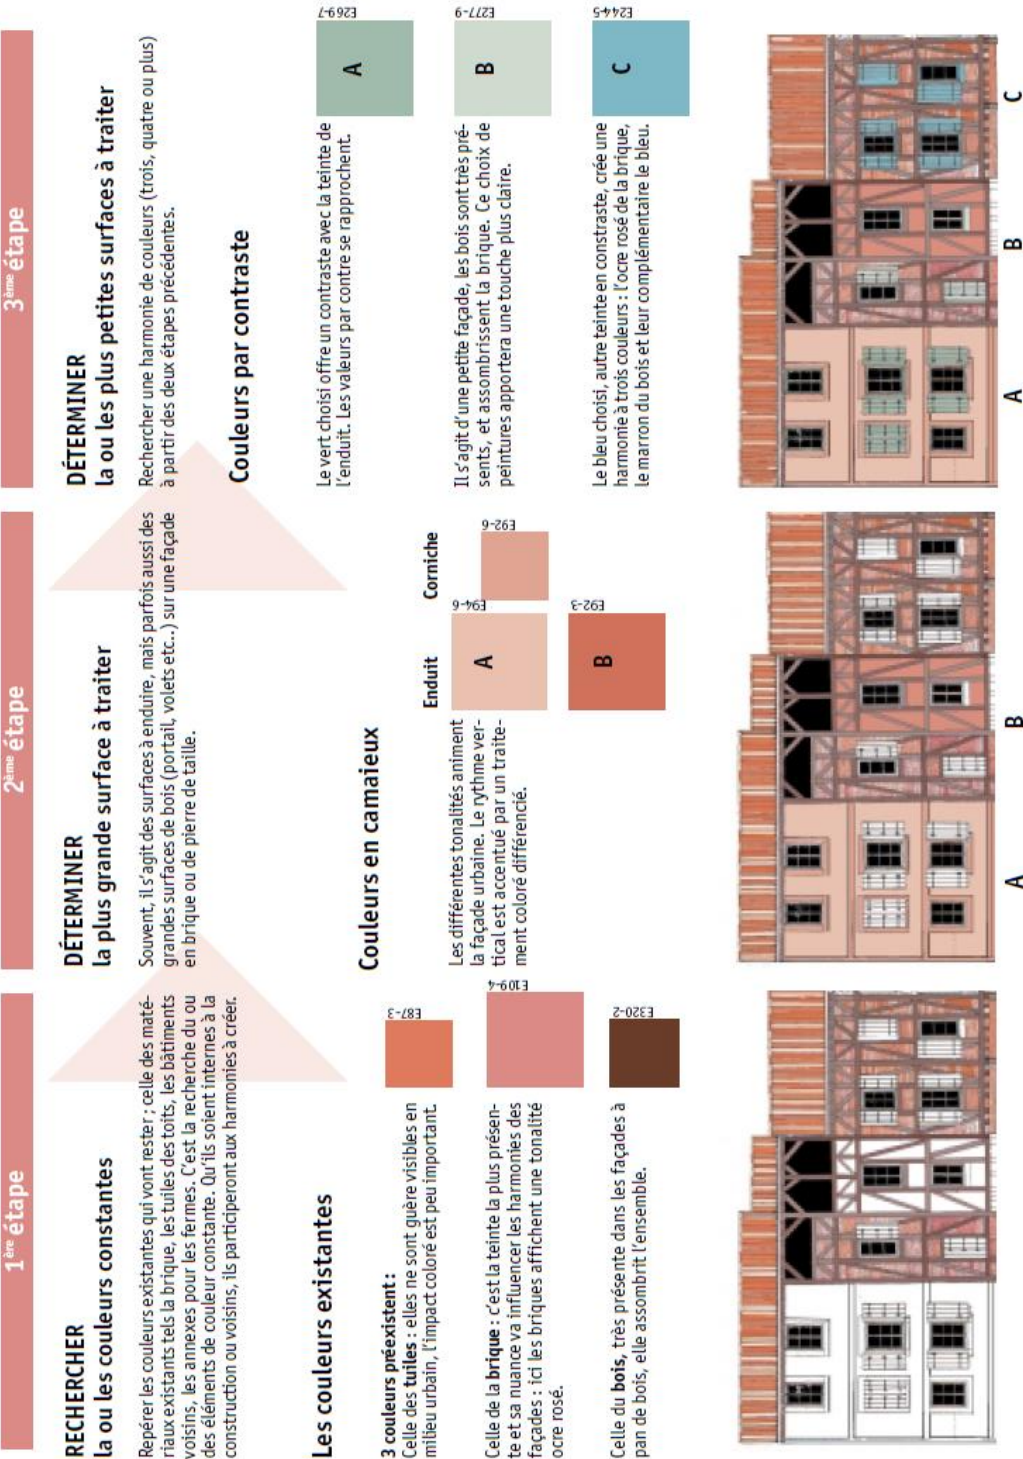 1ère étape
RECHERCHER
la ou les couleurs constantes
Repérer les couleurs existantes qui vont rester ; celle des maté-
riaux existants tels la brique, les tuiles des toits, les bâtiments
voisins, les annexes pour les fermes. C'est la recherche du ou
des éléments de couleur constante. Qu'ils soient internes à la
construction ou voisins, ils participeront aux harmonies à créer.
Les couleurs existantes
3 couleurs préexistent :
Celle des tuiles : elles ne sont guère visibles en
milieu urbain, l'impact coloré est peu important.
E87-3
Celle de la brique : c'est la teinte la plus présen-
te et sa nuance va influencer les harmonies des
façades : ici les briques affichent une tonalité
ocre rosé.
E109-4
Celle du bois, très présente dans les façades à
pan de bois, elle assombrit l'ensemble.
E320-2
2ème étape
DÉTERMINER
la plus grande surface à traiter
Souvent, il s'agit des surfaces à enduire, mais parfois aussi des
grandes surfaces de bois (portail, volets etc..) sur une façade
en brique ou de pierre de taille.
Couleurs en camaieux
Les différentes tonalités animent
la façade urbaine. Le rythme ver-
tical est accentué par un traite-
ment coloré différencié.
Enduit
Corniche
A
E94-6
E92-6
B
E92-3
A
B
3ème étape
DÉTERMINER
la ou les plus petites surfaces à traiter
Rechercher une harmonie de couleurs (trois, quatre ou plus)
à partir des deux étapes précédentes.
Couleurs par contraste
Le vert choisi offre un contraste avec la teinte de
l'enduit. Les valeurs par contre se rapprochent.
A
E269-7
Il s'agit d'une petite façade, les bois sont très pré-
sents, et assombrissent la brique. Ce choix de
peintures apportera une touche plus claire.
B
E277-9
Le bleu choisi, autre teinte en constraste, crée une
harmonie à trois couleurs : l'ocre rosé de la brique,
le marron du bois et leur complémentaire le bleu.
C
E244-5
A
B
C